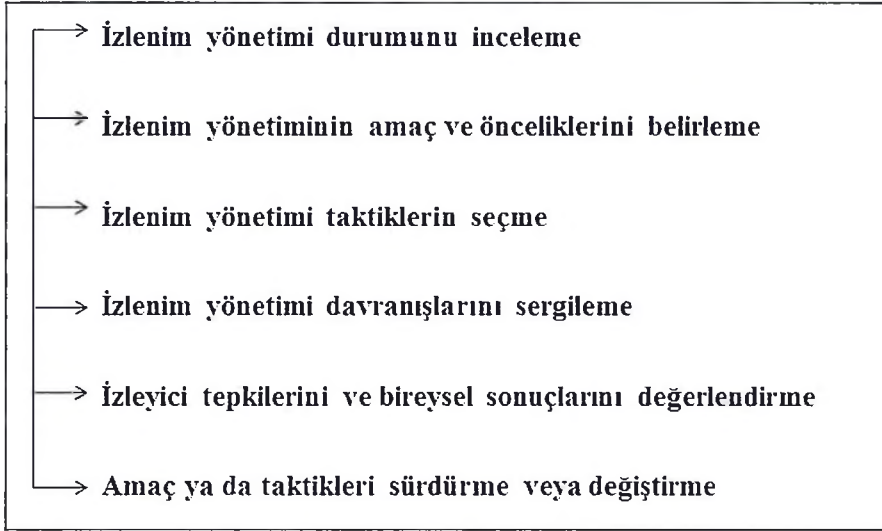 İzlenim yönetimi durumunu inceleme
İzlenim yönetiminin amaç ve önceliklerini belirleme
İzlenim yönetimi taktiklerin seçme
İzlenim yönetimi davranışlarını sergileme
İzleyici tepkilerini ve bireysel sonuçlarını değerlendirme
Amaç ya da taktikleri sürdürme veya değiştirme